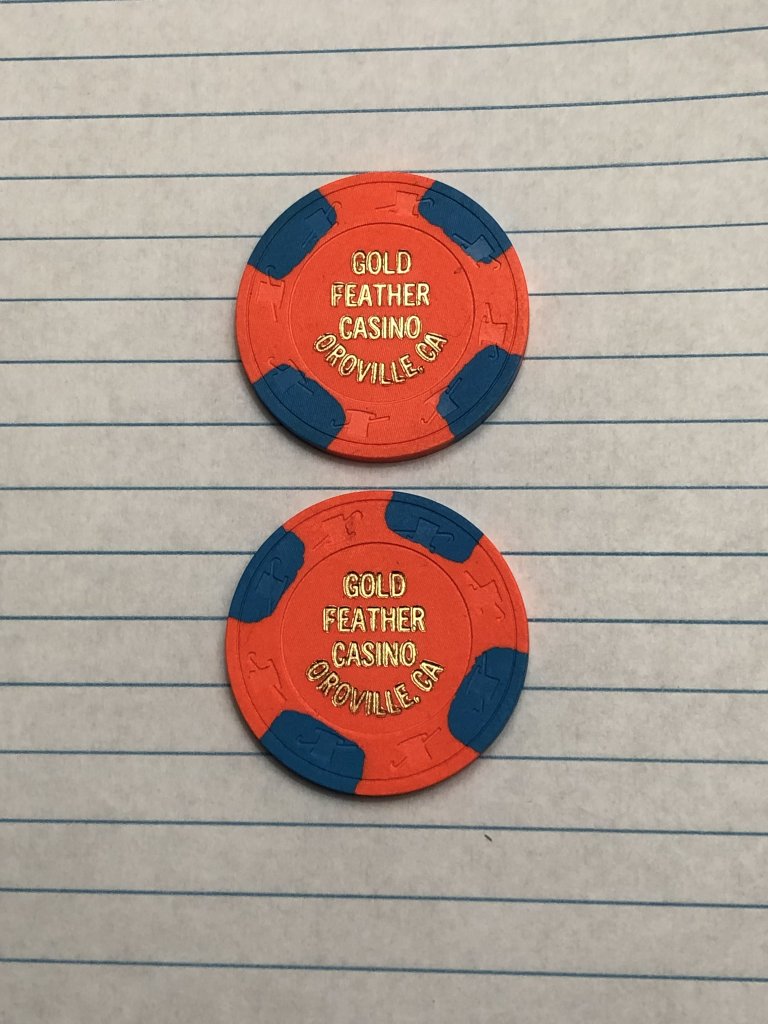 GOLD
FEATHER
CASINO
OROVILLE, CA
GOLD
FEATHER
CASINO
OROVILLE, CA